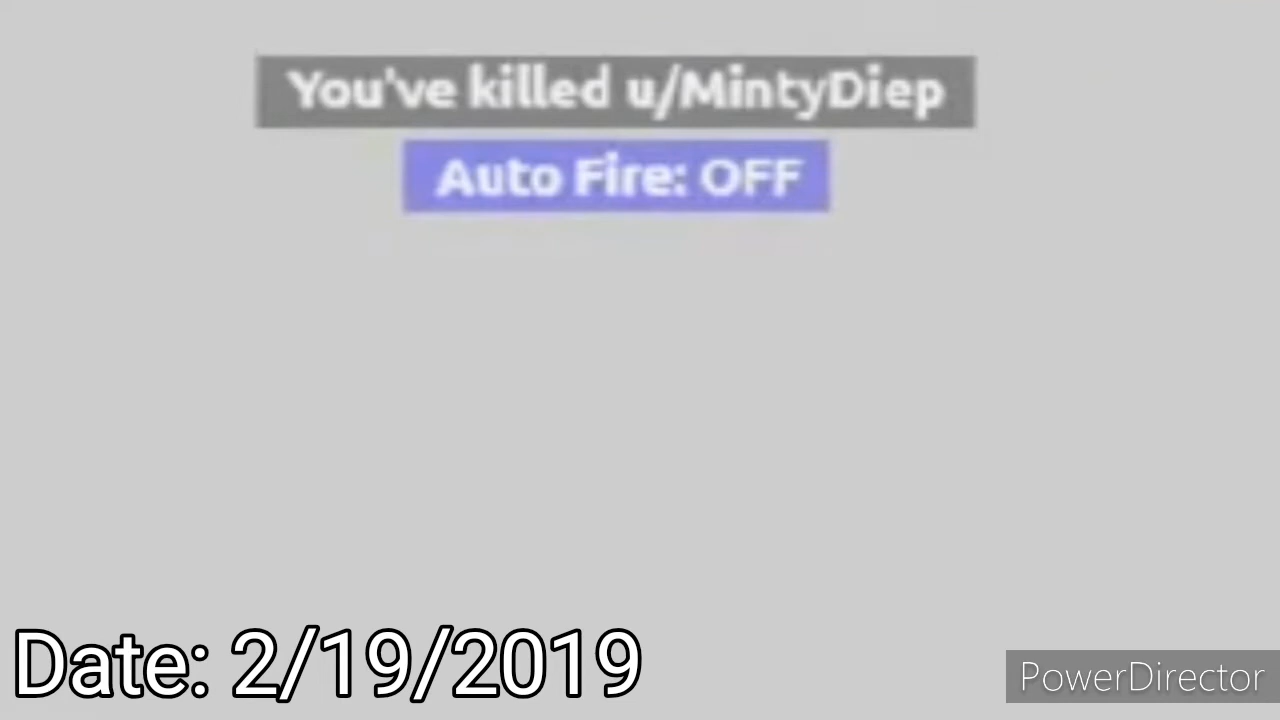 You've killed u/MintyDiep
Auto Fire: OFF
Date: 2/19/2019
PowerDirector